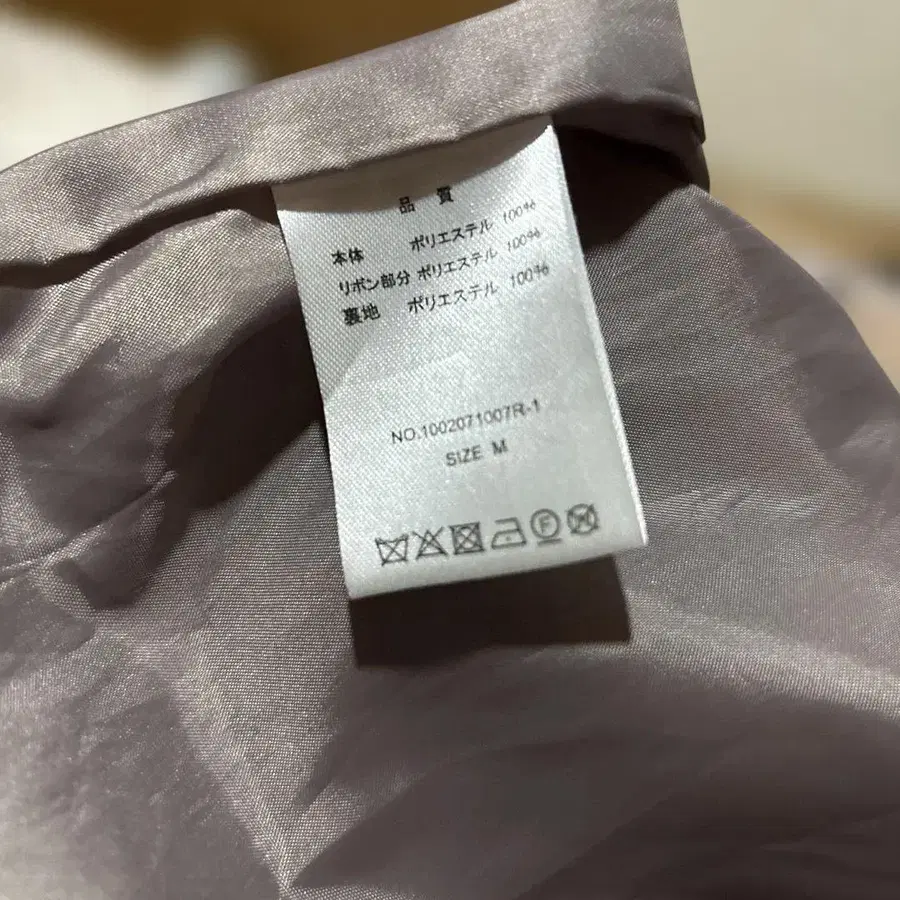 品質
本体 ポリエステル 100%
リボン部分 ポリエステル 100%
裏地 ポリエステル 100%
NO.1002071007R-1
SIZE M
F